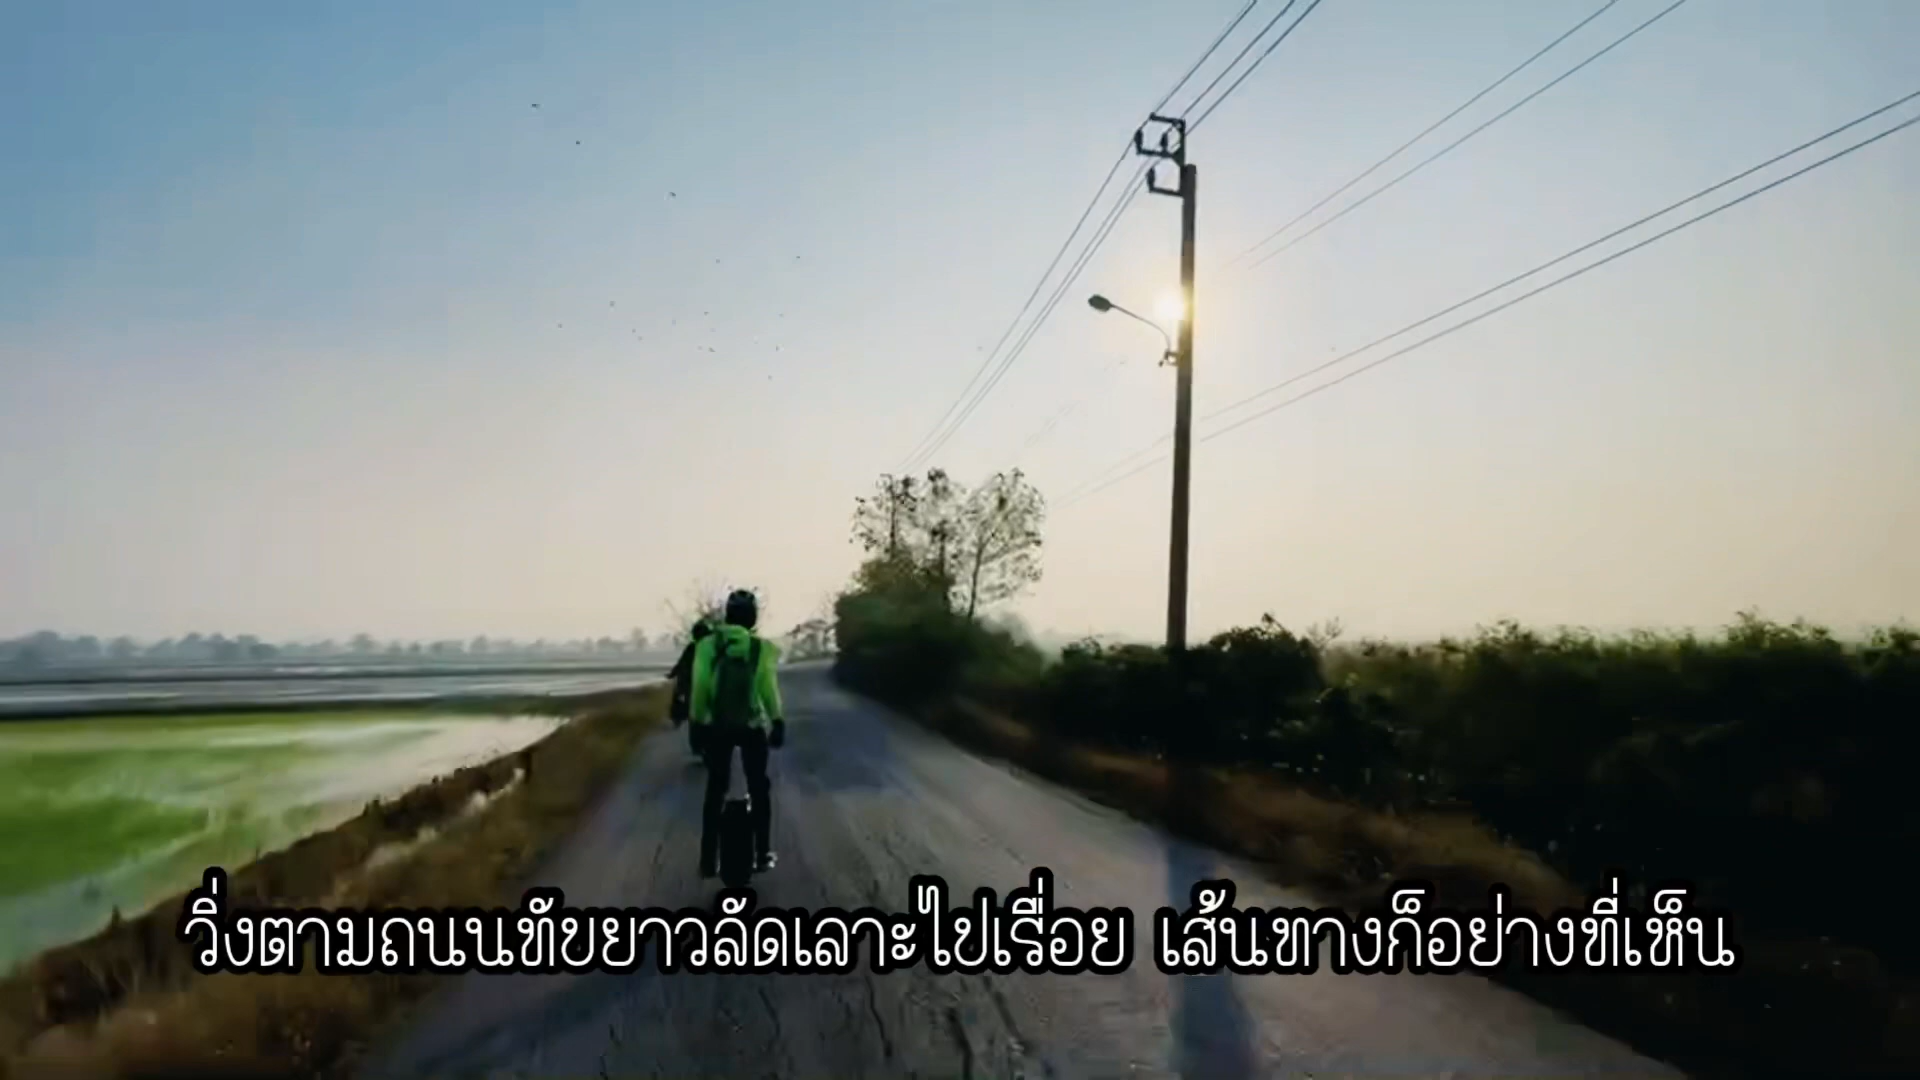 วิ่งตามถนนทับยาวลัดเลาะไปเรื่อย เส้นทางก็อย่างที่เห็น